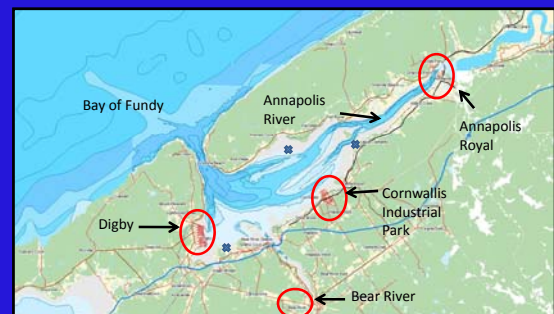 Bay of Fundy
Annapolis
River
Annapolis
Royal
Cornwallis
Industrial
Park
Digby
Bear River